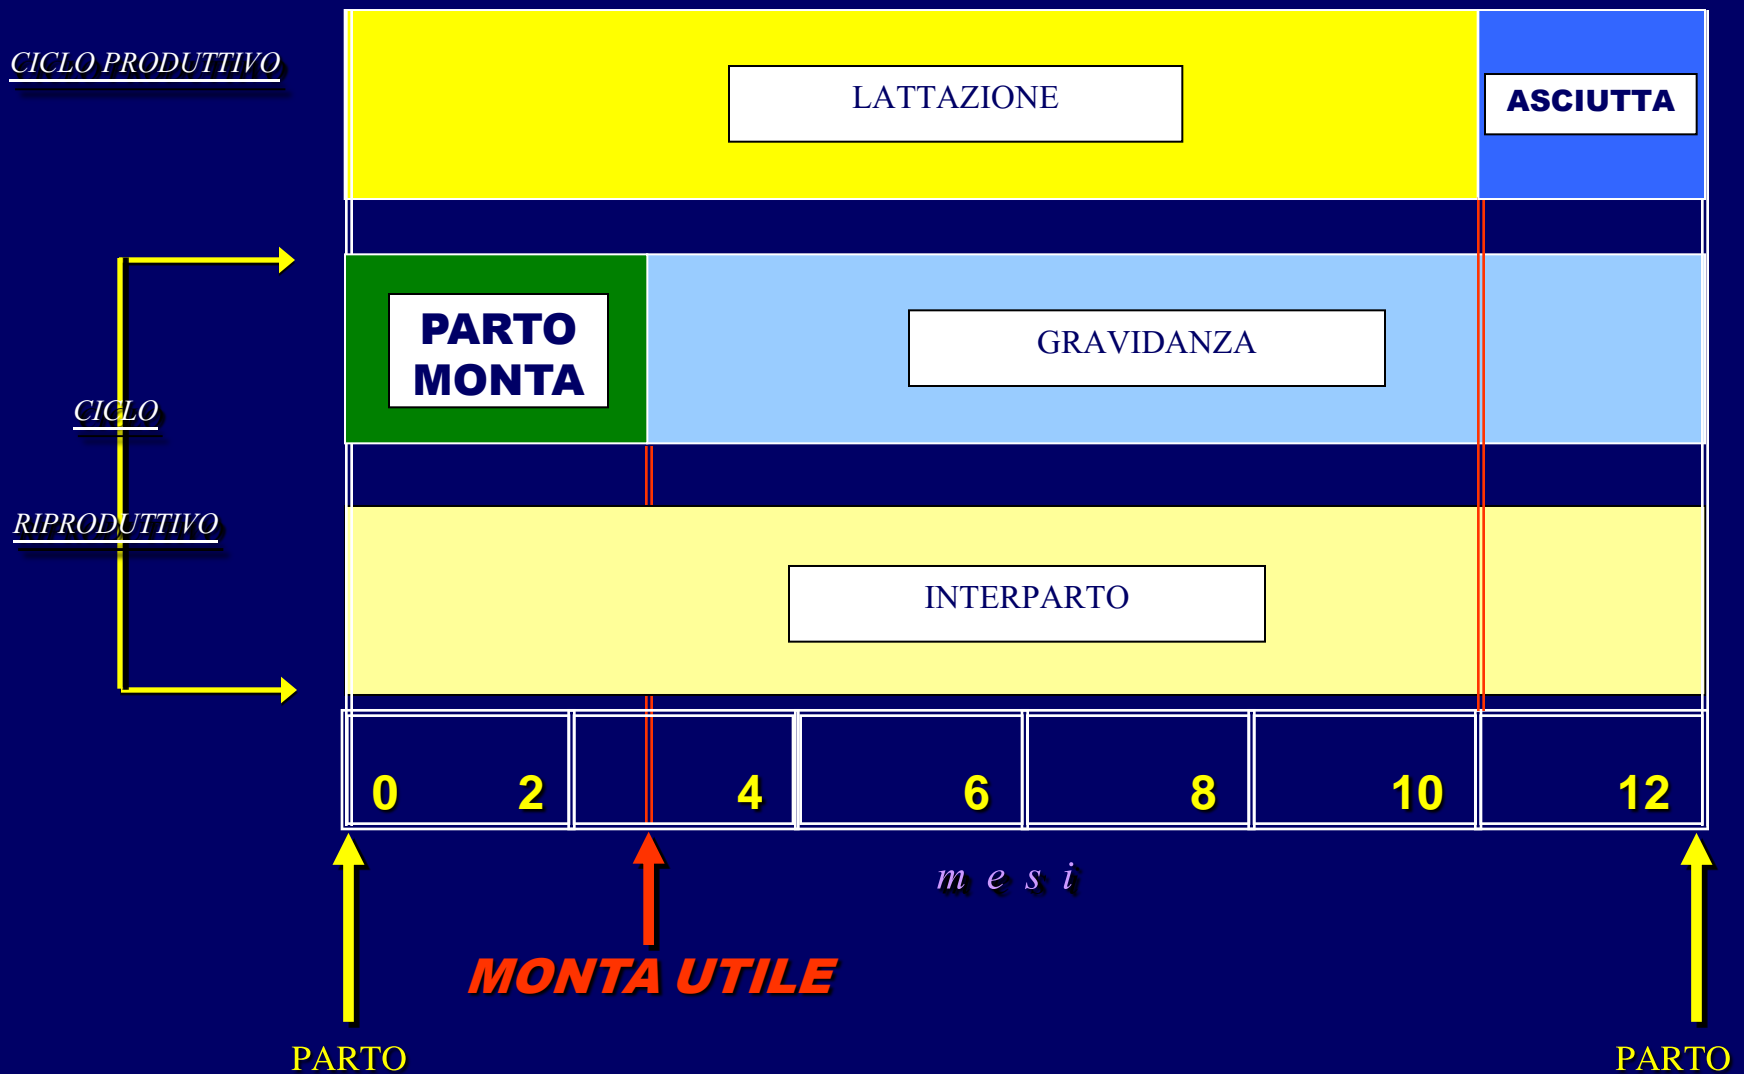 CICLO PRODUTTIVO
LATTAZIONE
ASCIUTTA
PARTO
MONTA
GRAVIDANZA
CICLO
RIPRODUTTIVO
INTERPARTO
0 2 4 6 8 10 12
mesi
MONTA UTILE
PARTO
PARTO